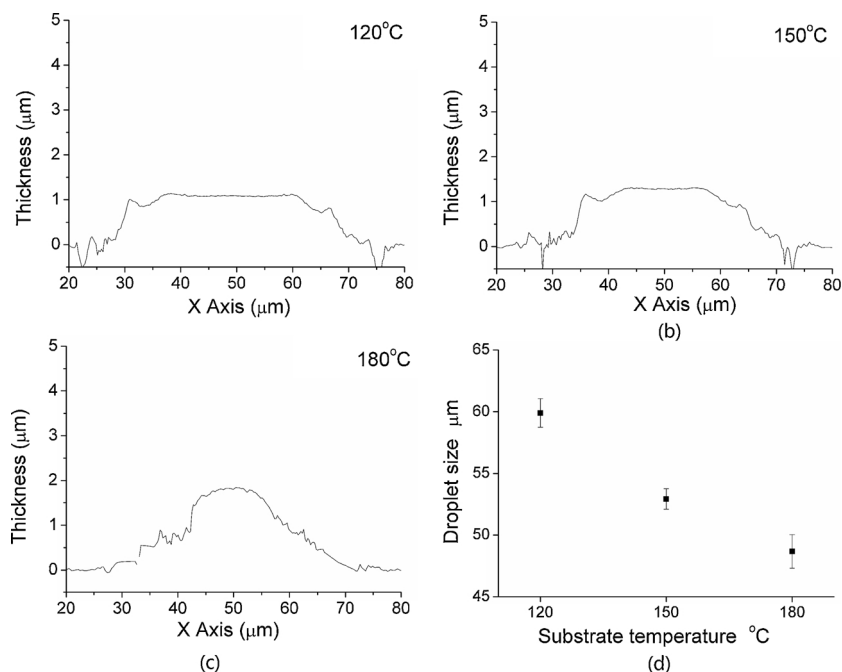 120°C
Thickness (μm)
5
4
3
2
1
0
20 30 40 50 60 70 80
X Axis (μm)
150°C
Thickness (μm)
5
4
3
2
1
0
20 30 40 50 60 70 80
X Axis (μm)
(b)
180°C
Thickness (μm)
5
4
3
2
1
0
20 30 40 50 60 70 80
X Axis (μm)
(c)
Droplet size μm
65
60
55
50
45
120 150 180
Substrate temperature °C
(d)